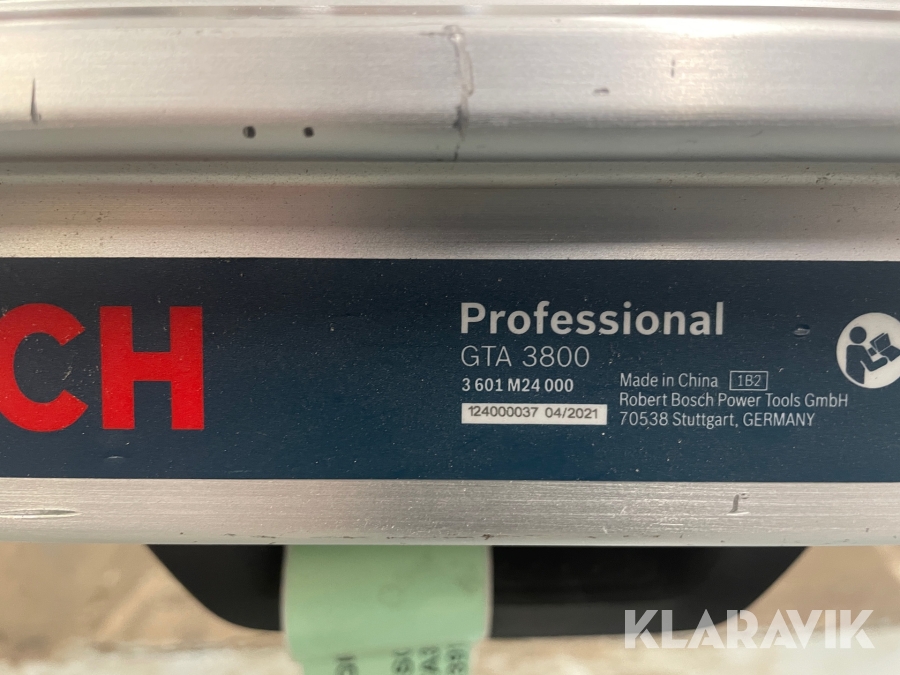 CH
Professional
GTA 3800
3 601 M24 000
124000037 04/2021
Made in China 1B2
Robert Bosch Power Tools GmbH
70538 Stuttgart, GERMANY
KLARAVIK